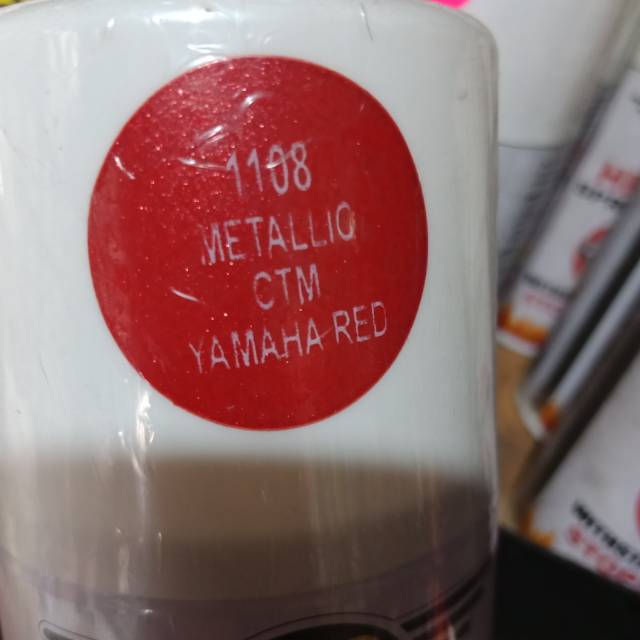 1108
METALLIC
CTM
YAMAHA RED